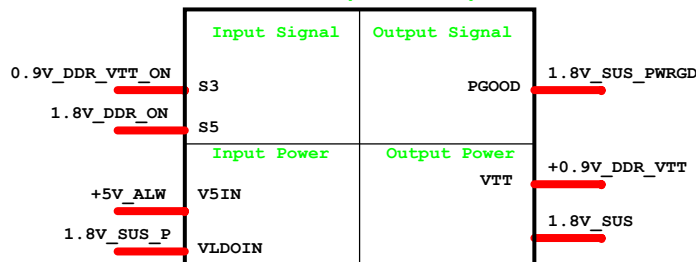 Input Signal Output Signal
0.9V_DDR_VTT_ON S3 PGOOD 1.8V_SUS_PWRGD
1.8V_DDR_ON S5
Input Power Output Power
+5V_ALW V5IN VTT +0.9V_DDR_VTT
1.8V_SUS_P VLDOIN 1.8V_SUS